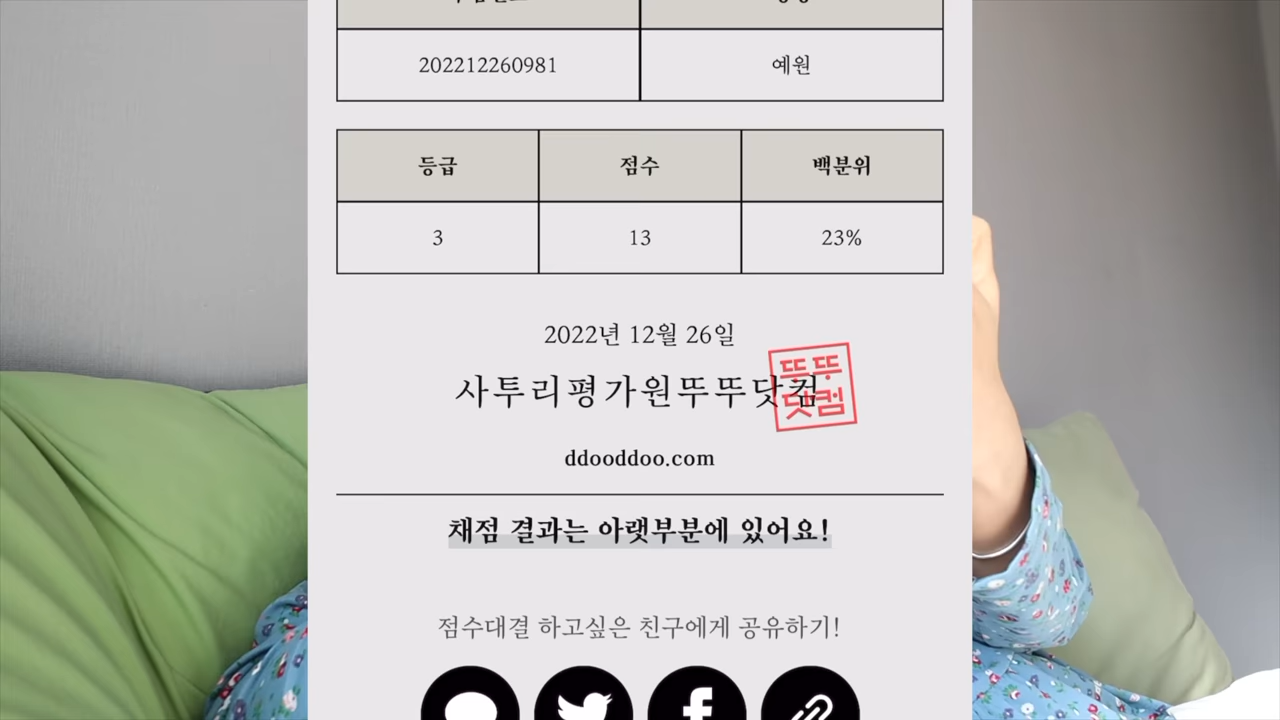 202212260981 예원
등급 점수 백분위
3 13 23%
2022년 12월 26일
사투리평가원뚜뚜닷컴
뚜뚜
닷컴
ddooddoo.com
채점 결과는 아랫부분에 있어요!
점수대결 하고싶은 친구에게 공유하기!